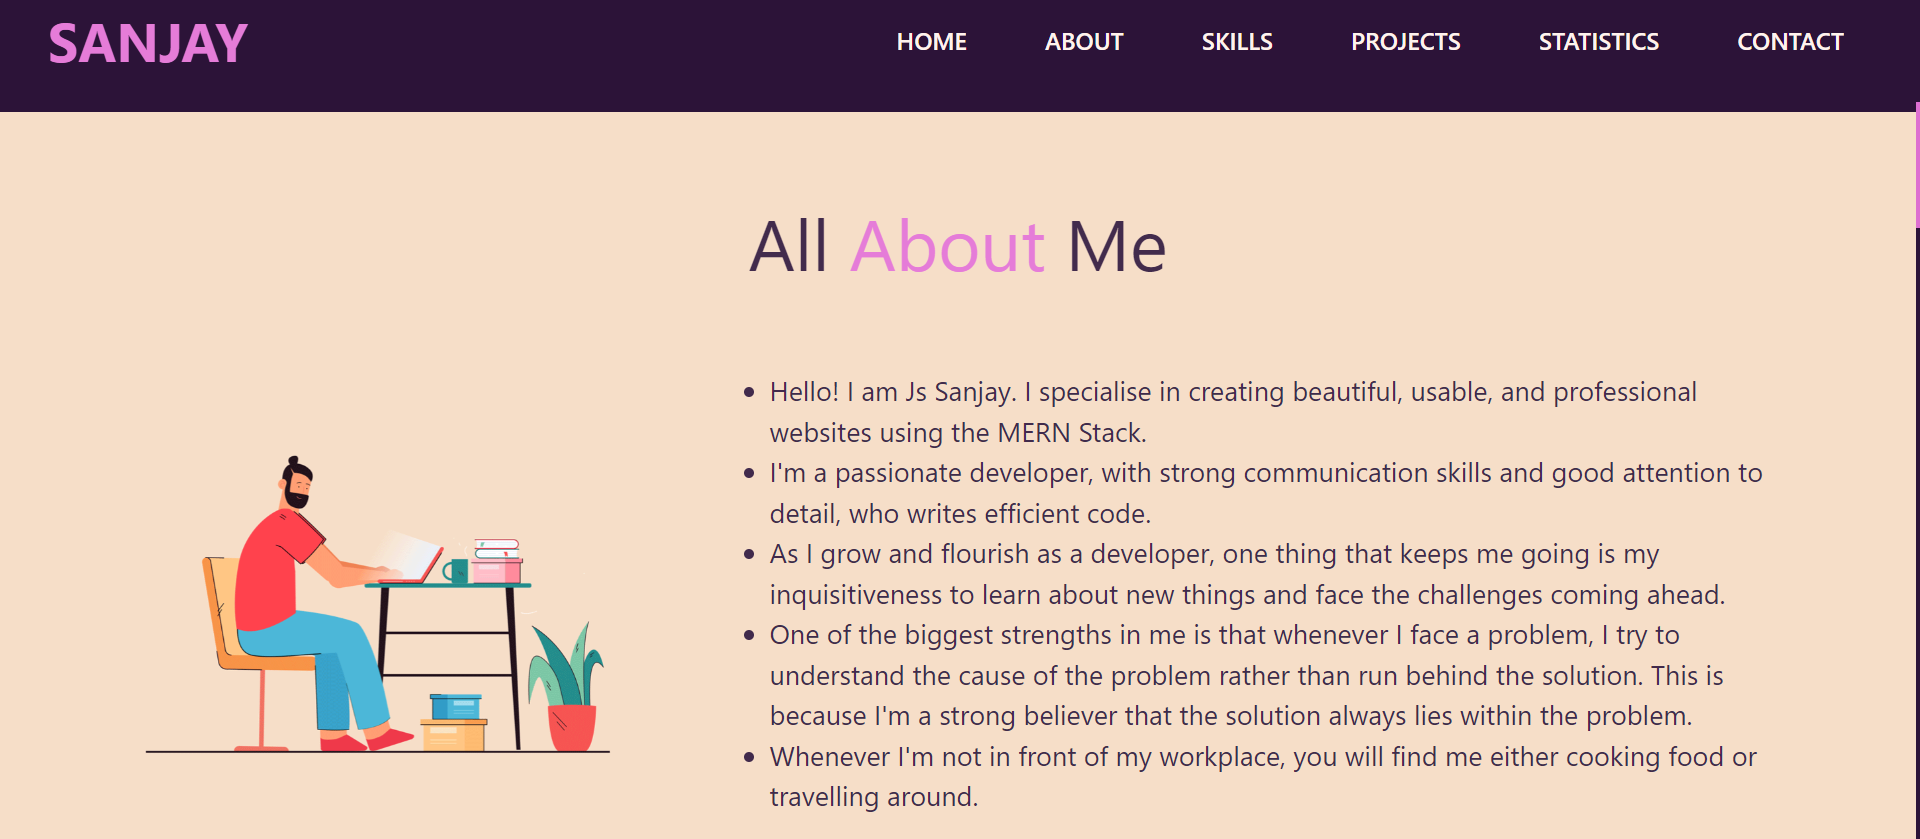 SANJAY
HOME ABOUT SKILLS PROJECTS STATISTICS CONTACT
All About Me
• Hello! I am Js Sanjay. I specialise in creating beautiful, usable, and professional
websites using the MERN Stack.
• I'm a passionate developer, with strong communication skills and good attention to
detail, who writes efficient code.
• As I grow and flourish as a developer, one thing that keeps me going is my
inquisitiveness to learn about new things and face the challenges coming ahead.
• One of the biggest strengths in me is that whenever I face a problem, I try to
understand the cause of the problem rather than run behind the solution. This is
because I'm a strong believer that the solution always lies within the problem.
• Whenever I'm not in front of my workplace, you will find me either cooking food or
travelling around.